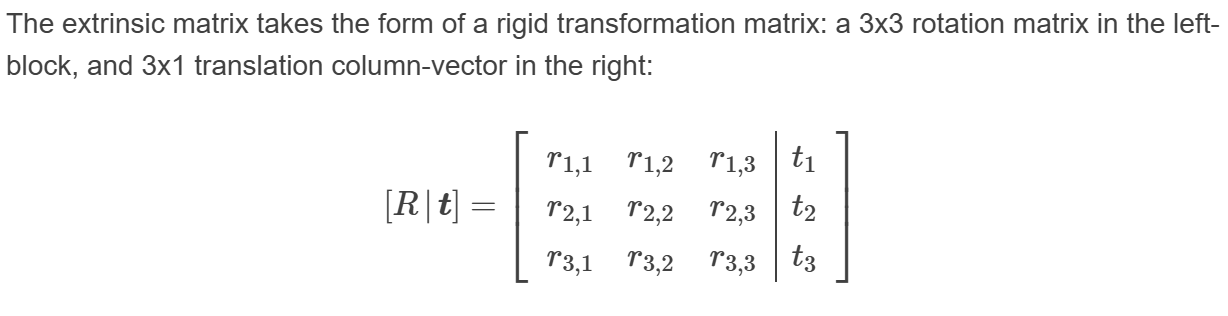 The extrinsic matrix takes the form of a rigid transformation matrix: a 3x3 rotation matrix in the left-
block, and 3x1 translation column-vector in the right:
r1,1 r1,2 r1,3 t1
[R|t] = r2,1 r2,2 r2,3 t2
r3,1 r3,2 r3,3 t3